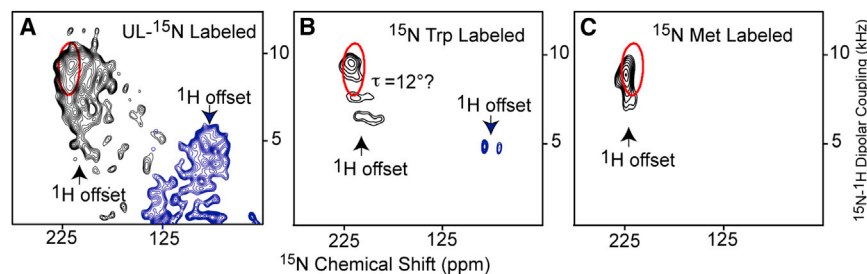 A
UL-15N Labeled
10
1H offset
5
1H offset
225
125
B
15N Trp Labeled
10
τ =12°?
1H offset
5
1H offset
225
125
C
15N Met Labeled
10
5
1H offset
225
125
15N-1H Dipolar Coupling (kHz)
15N Chemical Shift (ppm)